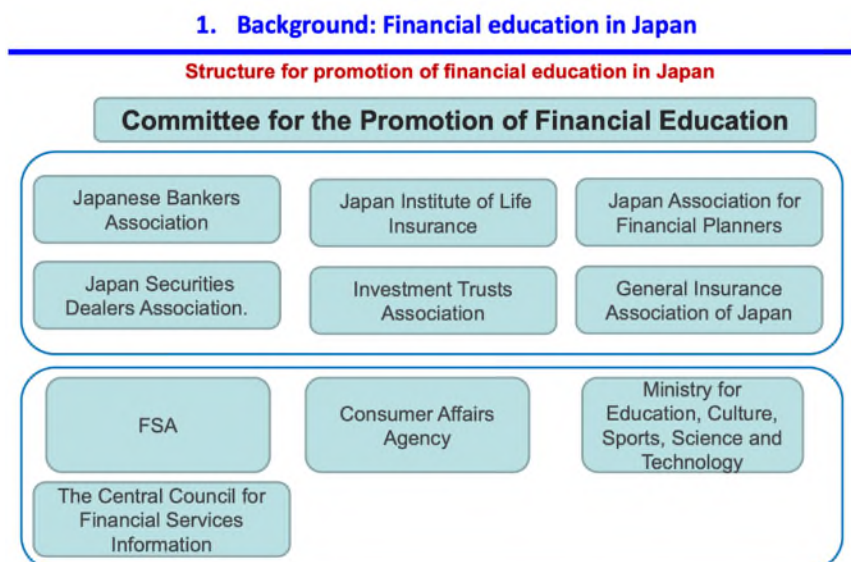 1. Background: Financial education in Japan
Structure for promotion of financial education in Japan
Committee for the Promotion of Financial Education
Japanese Bankers
Association
Japan Institute of Life
Insurance
Japan Association for
Financial Planners
Japan Securities
Dealers Association.
Investment Trusts
Association
General Insurance
Association of Japan
FSA
Consumer Affairs
Agency
Ministry for
Education, Culture,
Sports, Science and
Technology
The Central Council for
Financial Services
Information